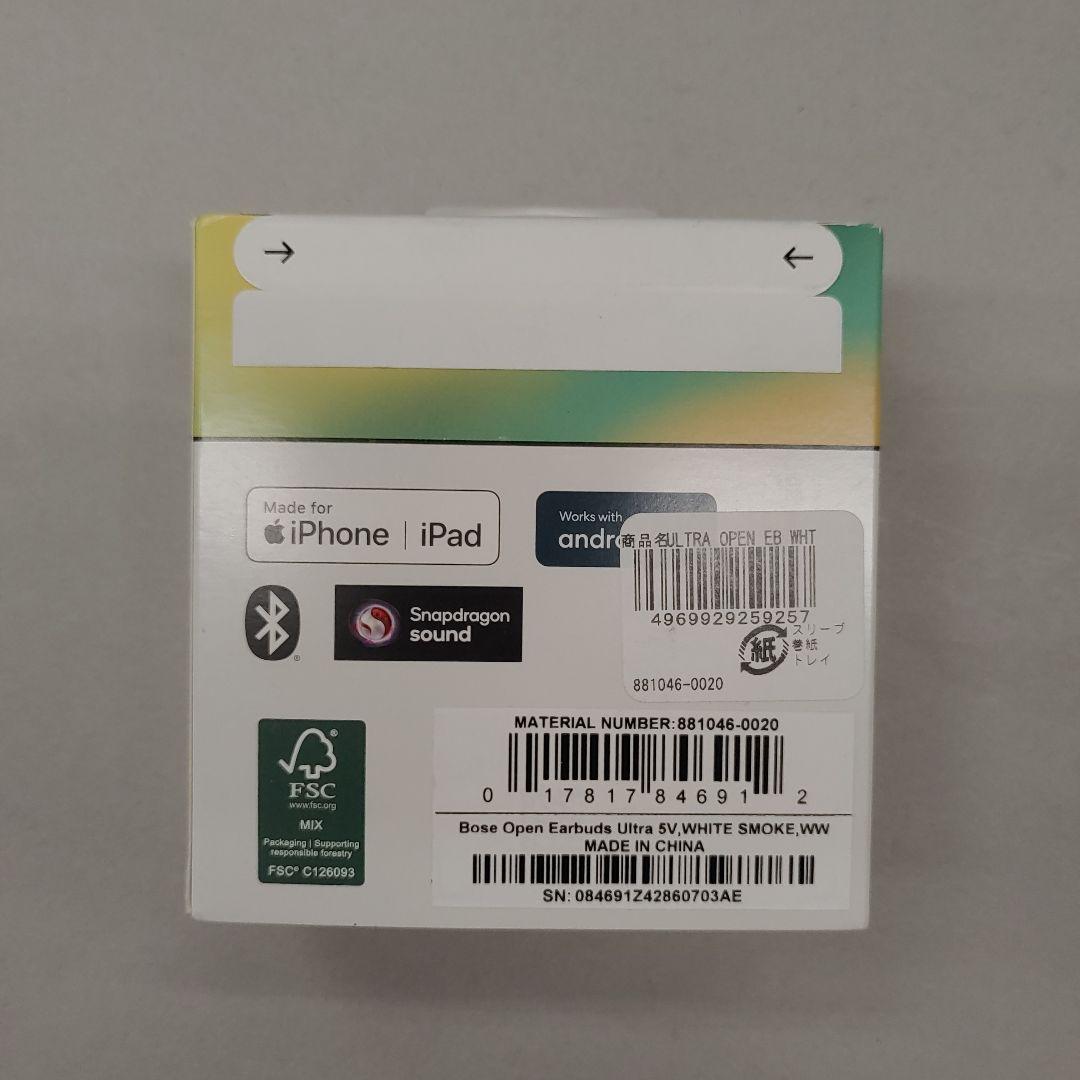 → ←
Made for
iPhone | iPad
Works with
andr
商品名ULTRA OPEN EB WHT
4969929259257
紙
スリーブ
巻紙
トレイ
881046-0020
Snapdragon
sound
FSC
www.fsc.org
MIX
Packaging | Supporting
responsible forestry
FSC® C126093
MATERIAL NUMBER:881046-0020
0 17817 84691 2
Bose Open Earbuds Ultra 5V,WHITE SMOKE,WW
MADE IN CHINA
SN: 084691Z42860703AE